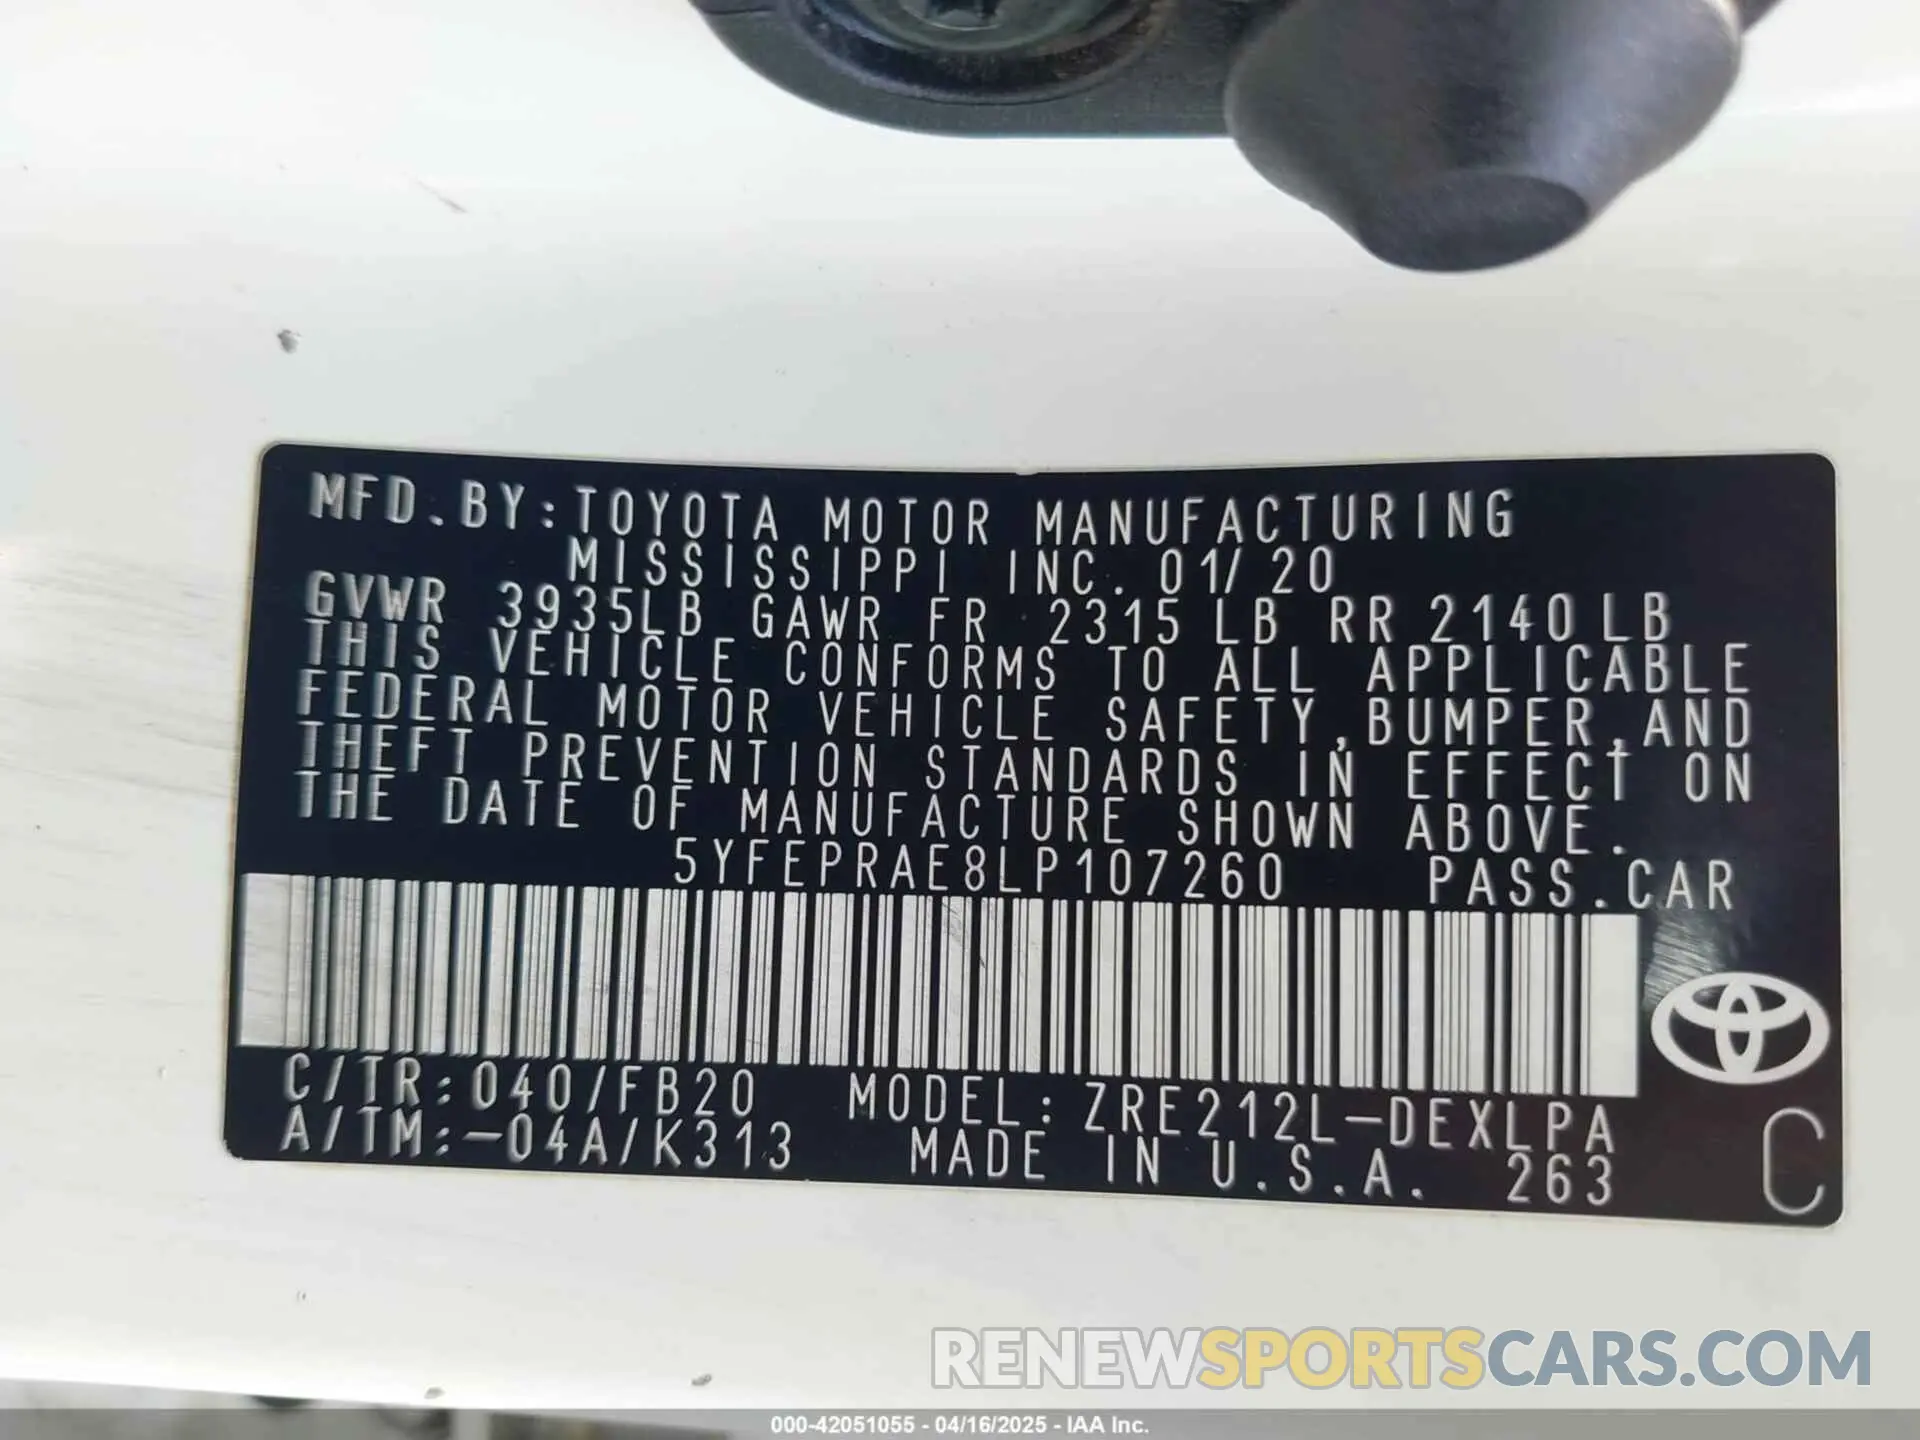 MFD.BY:TOYOTA MOTOR MANUFACTURING
MISSISSIPPI INC. 01/20
GVWR 3935LB GAWR FR 2315LB RR 2140LB
THIS VEHICLE CONFORMS TO ALL APPLICABLE
FEDERAL MOTOR VEHICLE SAFETY,BUMPER,AND
THEFT PREVENTION STANDARDS IN EFFECT ON
THE DATE OF MANUFACTURE SHOWN ABOVE.
5YFEPRAE8LP107260 PASS.CAR
C/TR:040/FB20 MODEL:ZRE212L-DEXLPA
A/TM:-04A/K313 MADE IN U.S.A. 263
C
RENEWSPORTSCARS.COM
000-42051055 - 04/16/2025 - IAA Inc.